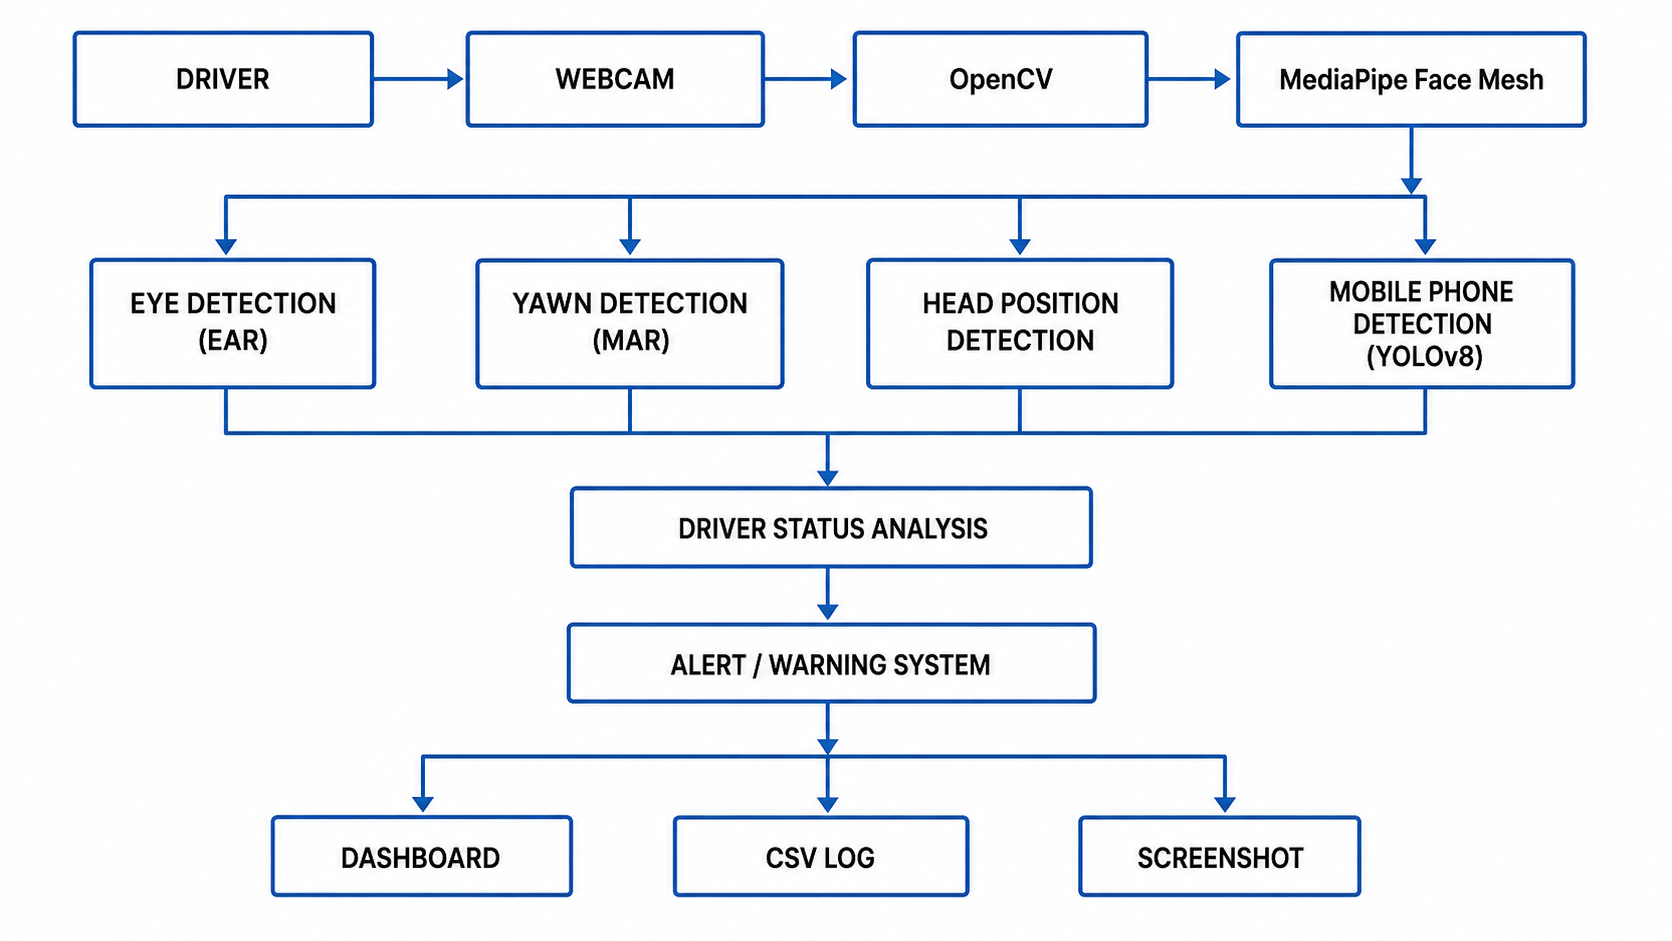 DRIVER
WEBCAM
OpenCV
MediaPipe Face Mesh
EYE DETECTION
(EAR)
YAWN DETECTION
(MAR)
HEAD POSITION
DETECTION
MOBILE PHONE
DETECTION
(YOLOv8)
DRIVER STATUS ANALYSIS
ALERT / WARNING SYSTEM
DASHBOARD
CSV LOG
SCREENSHOT